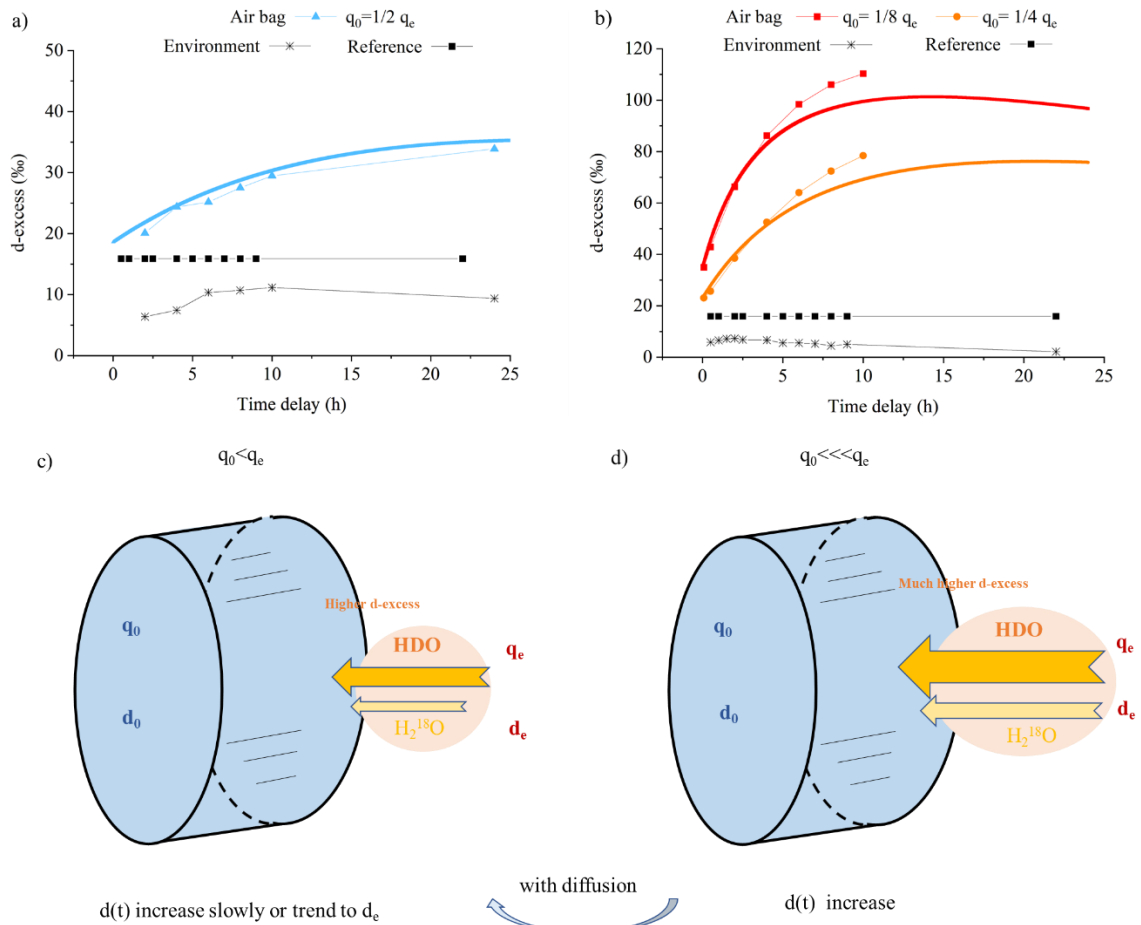 a)
Air bag q₀=1/2 qₑ
Environment Reference
50
40
30
20
10
0
d-excess (‰)
0 5 10 15 20 25
Time delay (h)
b)
Air bag q₀= 1/8 qₑ q₀= 1/4 qₑ
Environment Reference
120
100
80
60
40
20
0
d-excess (‰)
0 5 10 15 20 25
Time delay (h)
c)
q₀<qₑ
Higher d-excess
HDO
q₀
qₑ
d₀
H₂¹⁸O
dₑ
d(t) increase slowly or trend to dₑ
d)
q₀<<<qₑ
Much higher d-excess
HDO
q₀
qₑ
d₀
dₑ
H₂¹⁸O
d(t) increase
with diffusion